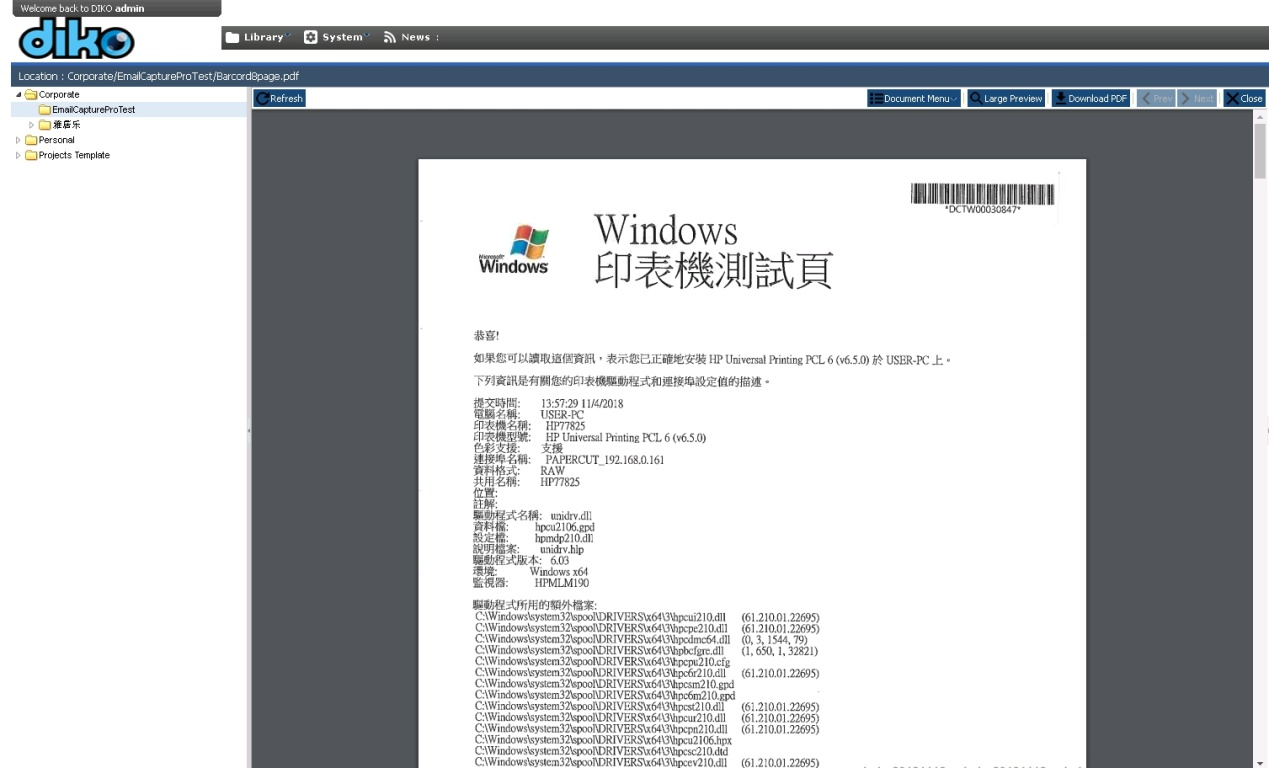 Welcome back to DIKO admin
diko
Library
System
News :
Location : Corporate/EmailCaptureProTest/Barcord8page.pdf
Corporate
EmailCaptureProTest
雅居乐
Personal
Projects Template
Refresh
Document Menu
Large Preview
Download PDF
Prev
Next
Close
*DCTW00030847*
Microsoft
Windows
Windows
印表機測試頁
恭喜!
如果您可以讀取這個資訊，表示您已正確地安裝 HP Universal Printing PCL 6 (v6.5.0) 於 USER-PC 上。
下列資訊是有關您的印表機驅動程式和連接埠設定值的描述。
提交時間: 13:57:29 11/4/2018
電腦名稱: USER-PC
印表機名稱: HP77825
印表機型號: HP Universal Printing PCL 6 (v6.5.0)
色彩支援: 支援
連接埠名稱: PAPERCUT_192.168.0.161
資料格式: RAW
共用名稱: HP77825
位置:
註解:
驅動程式名稱: unidrv.dll
資料檔: hpcu2106.gpd
設定檔: hpmdp210.dll
說明檔案: unidrv.hlp
驅動程式版本: 6.03
環境: Windows x64
監視器: HPMLM190
驅動程式所用的額外檔案:
C:\Windows\system32\spool\DRIVERS\x64\3\hpcui210.dll (61.210.01.22695)
C:\Windows\system32\spool\DRIVERS\x64\3\hpcpe210.dll (61.210.01.22695)
C:\Windows\system32\spool\DRIVERS\x64\3\hpcdmc64.dll (0, 3, 1544, 79)
C:\Windows\system32\spool\DRIVERS\x64\3\hpbcfgre.dll (1, 650, 1, 32821)
C:\Windows\system32\spool\DRIVERS\x64\3\hpcpu210.cfg
C:\Windows\system32\spool\DRIVERS\x64\3\hpc6r210.dll (61.210.01.22695)
C:\Windows\system32\spool\DRIVERS\x64\3\hpcsm210.gpd
C:\Windows\system32\spool\DRIVERS\x64\3\hpc6m210.gpd
C:\Windows\system32\spool\DRIVERS\x64\3\hpcst210.dll (61.210.01.22695)
C:\Windows\system32\spool\DRIVERS\x64\3\hpcur210.dll (61.210.01.22695)
C:\Windows\system32\spool\DRIVERS\x64\3\hpcpn210.dll (61.210.01.22695)
C:\Windows\system32\spool\DRIVERS\x64\3\hpcu2106.hpx
C:\Windows\system32\spool\DRIVERS\x64\3\hpcsc210.dtd
C:\Windows\system32\spool\DRIVERS\x64\3\hpcev210.dll (61.210.01.22695)